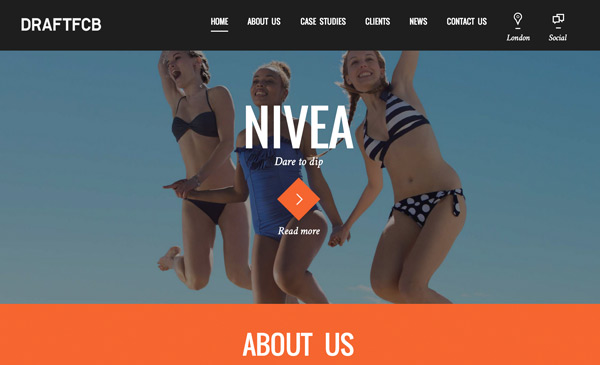 DRAFTFCB
HOME ABOUT US CASE STUDIES CLIENTS NEWS CONTACT US
London Social
NIVEA
Dare to dip
Read more
ABOUT US